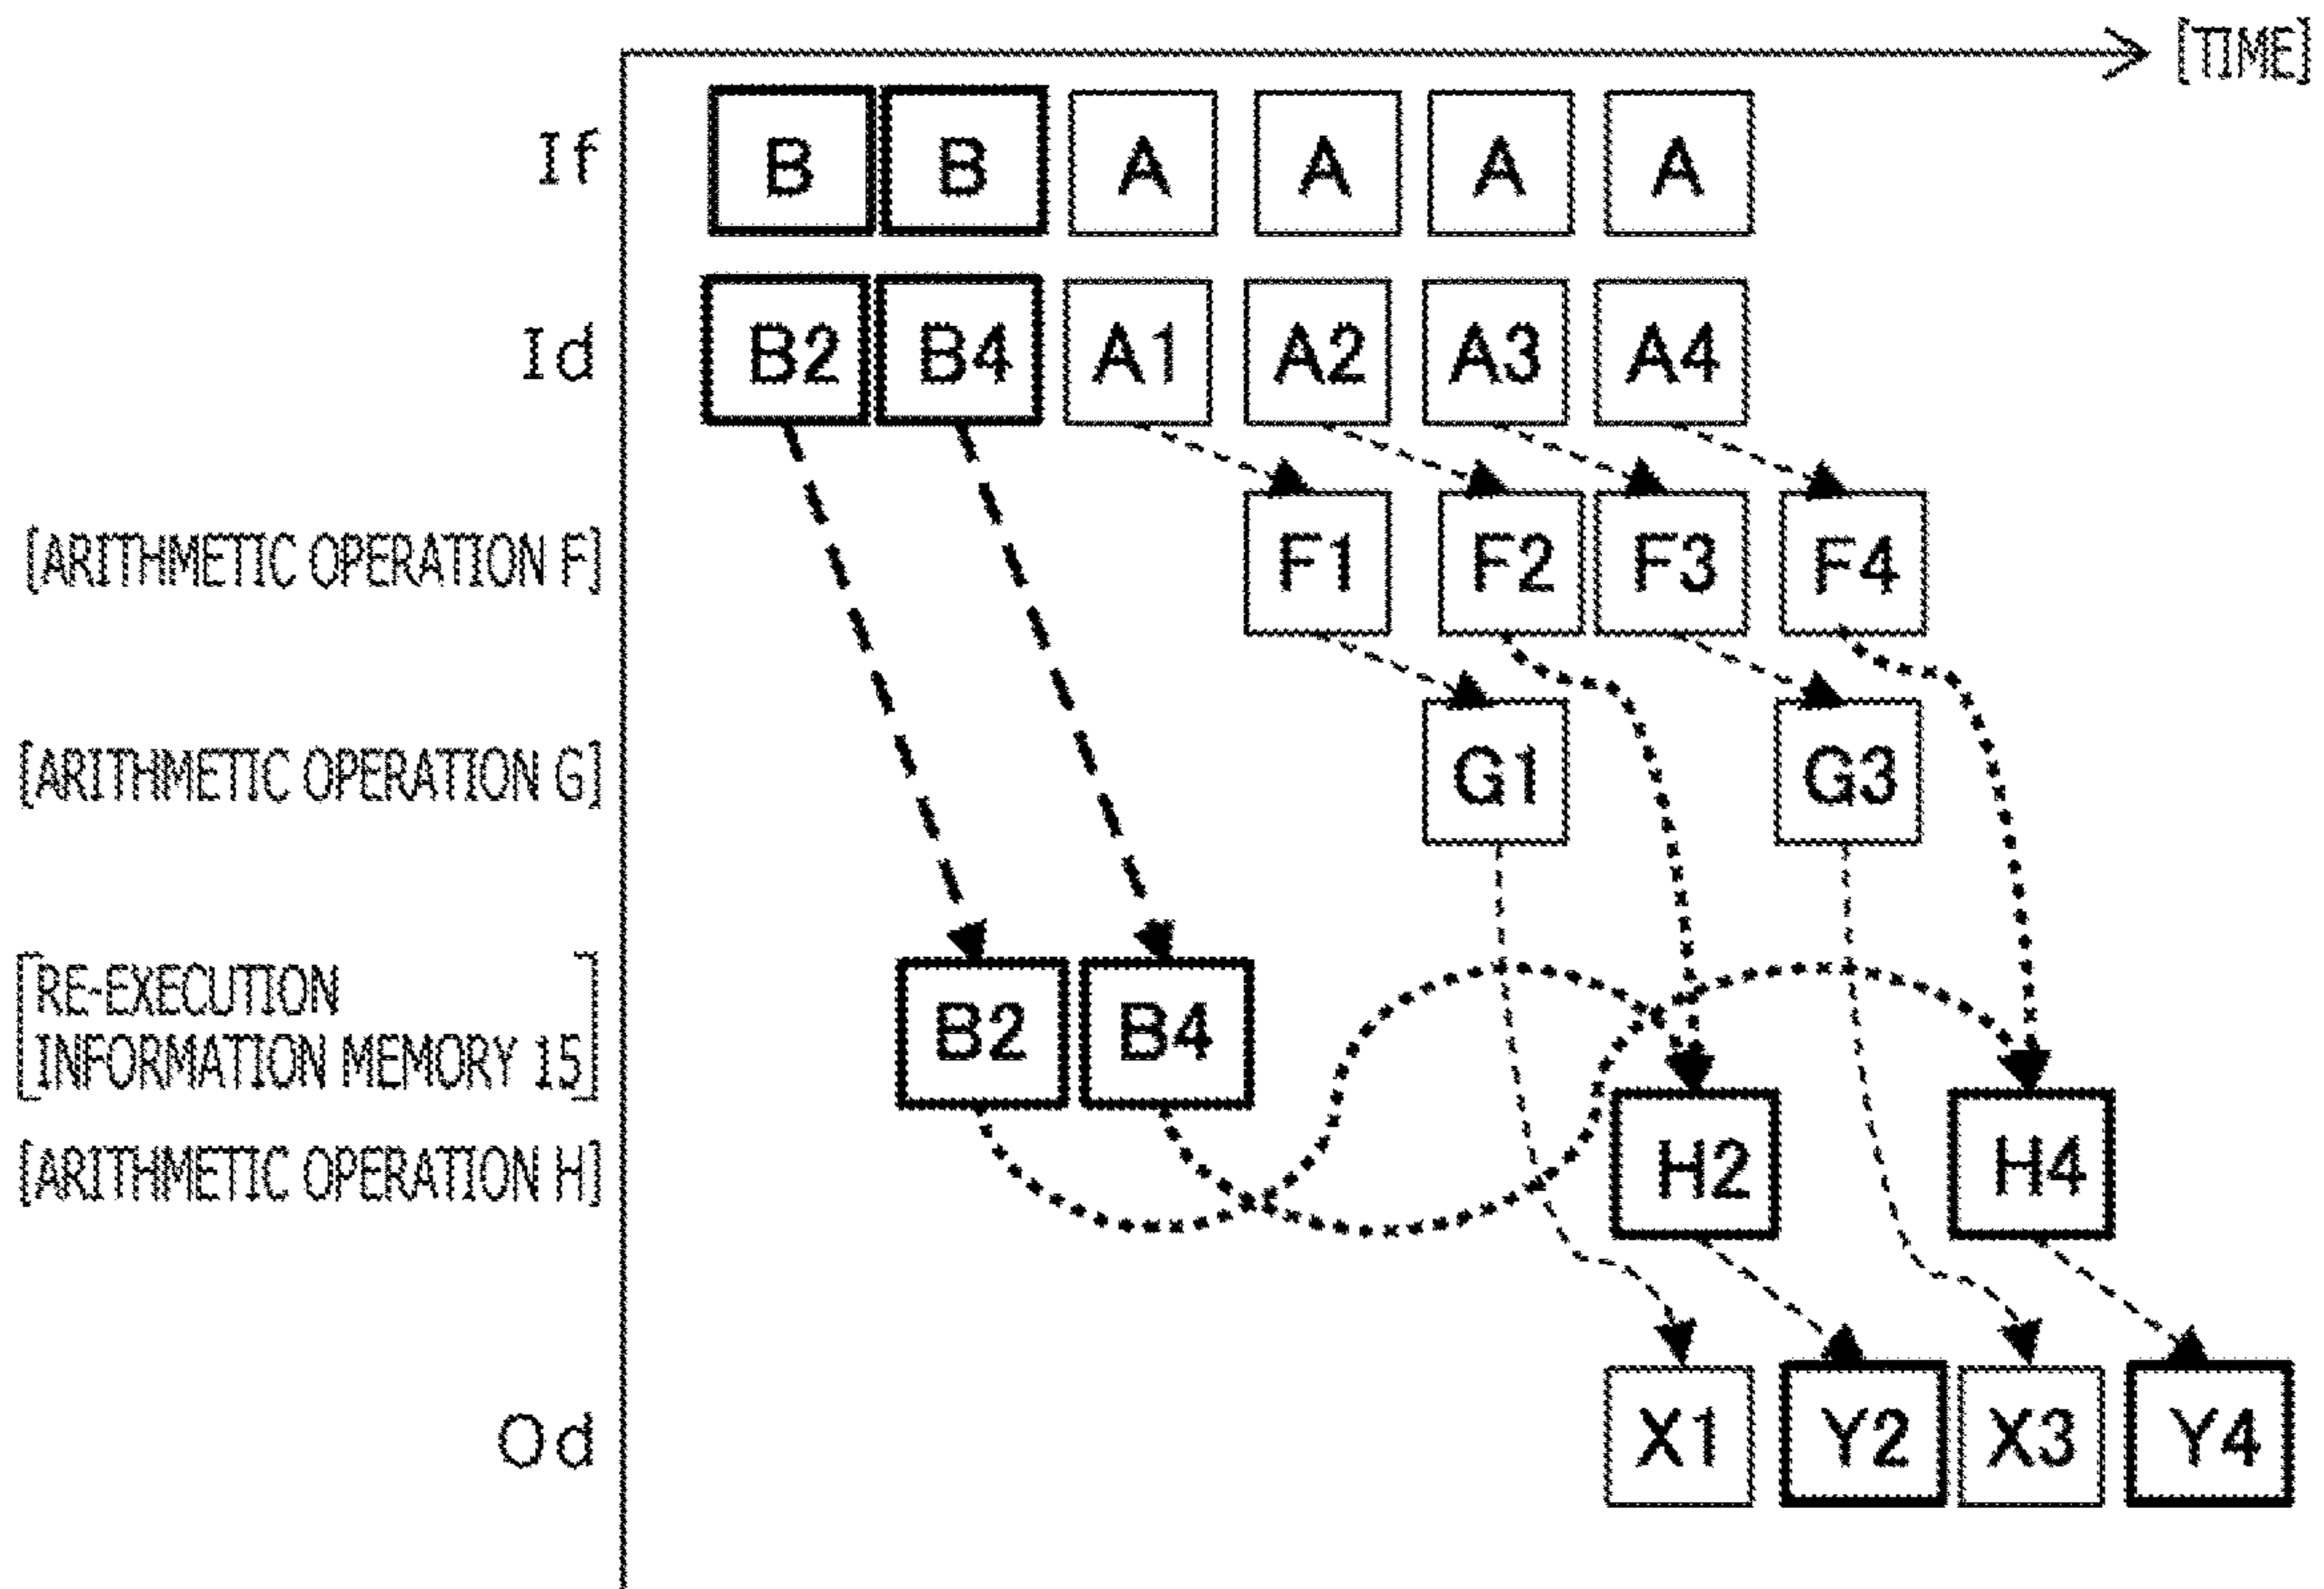 [TIME]
If B B A A A A
Id B2 B4 A1 A2 A3 A4
[ARITHMETIC OPERATION F] F1 F2 F3 F4
[ARITHMETIC OPERATION G] G1 G3
[RE-EXECUTION
INFORMATION MEMORY 15] B2 B4
[ARITHMETIC OPERATION H] H2 H4
Od X1 Y2 X3 Y4